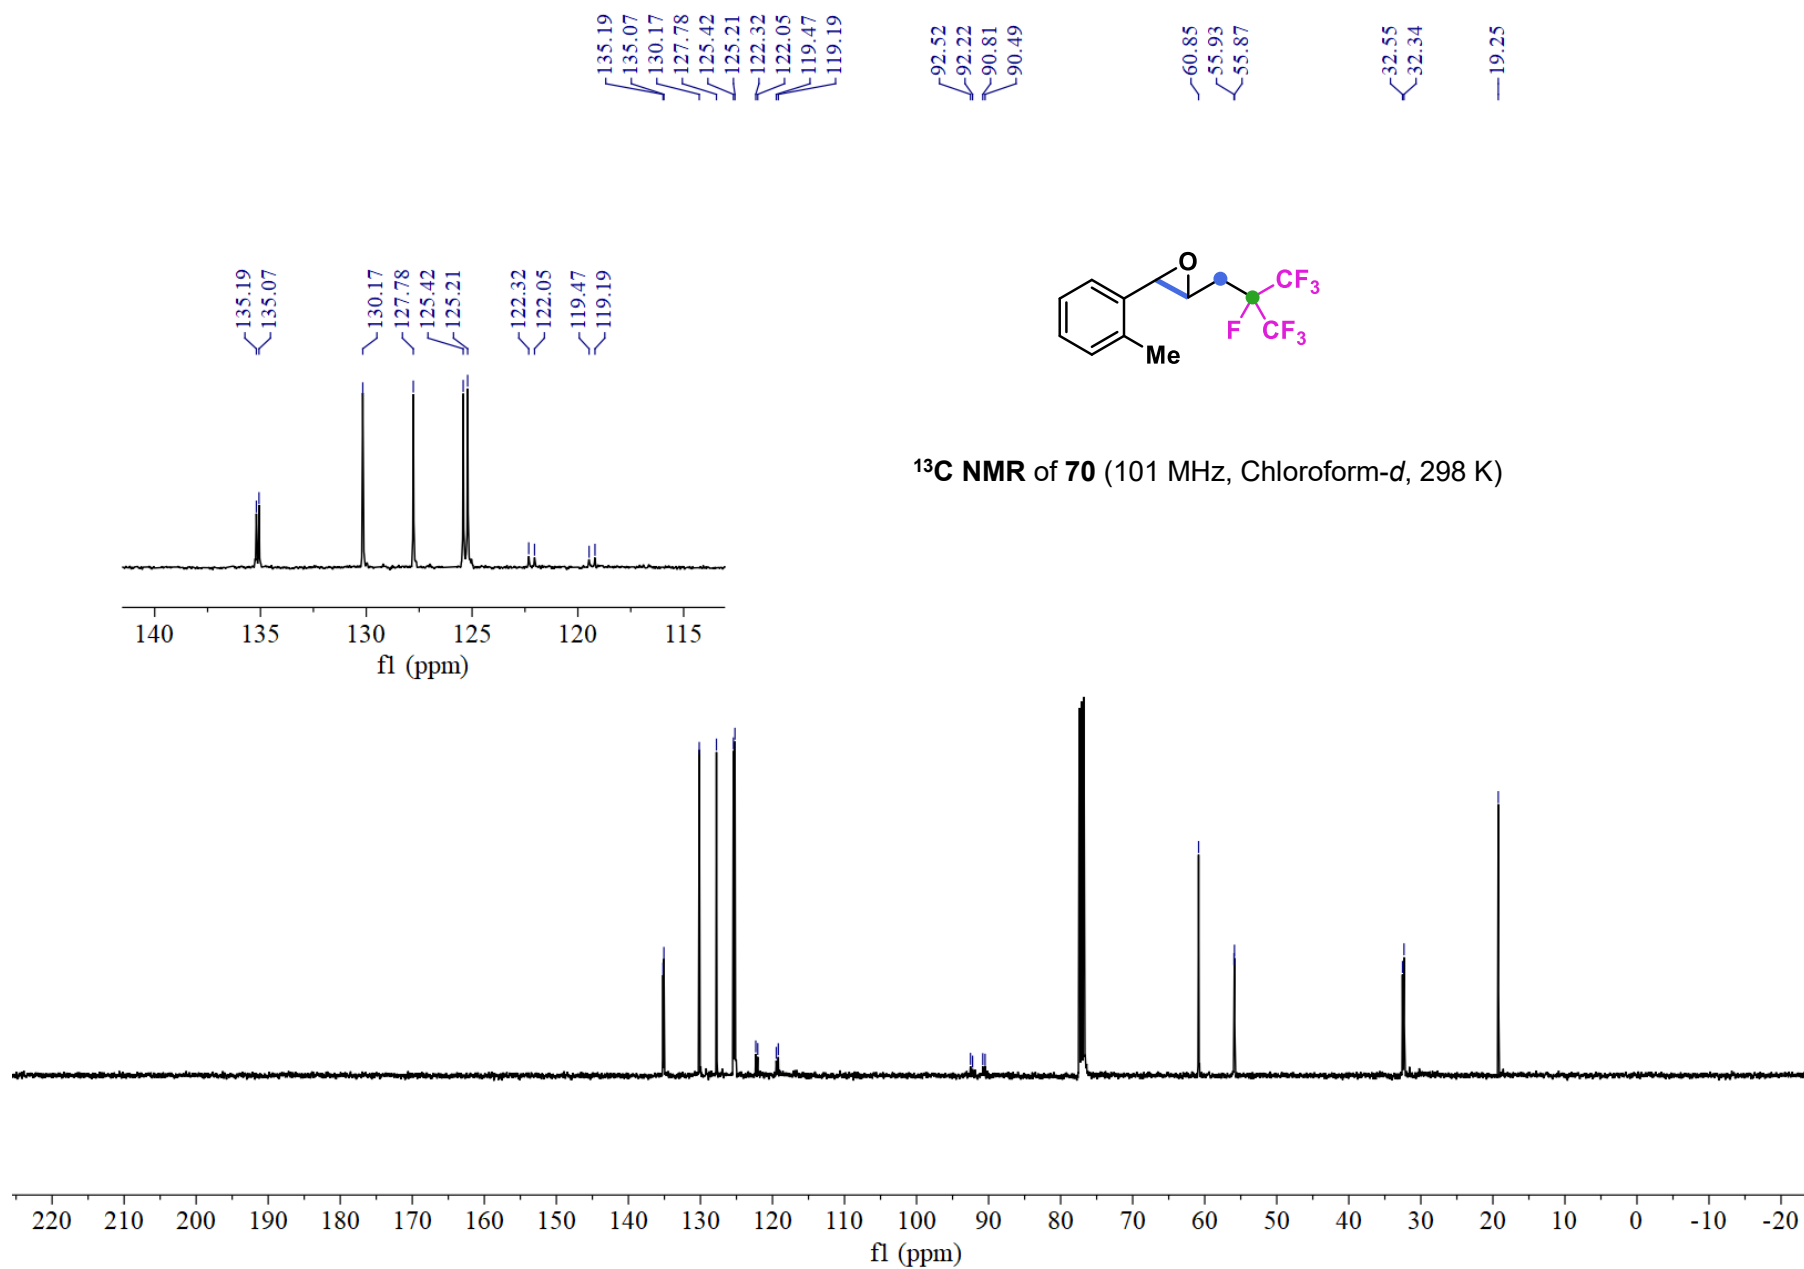 135.19 135.07 130.17 127.78 125.42 125.21 122.32 122.05 119.47 119.19 92.52 92.22 90.81 90.49 60.85 55.93 55.87 32.55 32.34 19.25
135.19 135.07 130.17 127.78 125.42 125.21 122.32 122.05 119.47 119.19
O
CF3
F CF3
Me
13C NMR of 70 (101 MHz, Chloroform-d, 298 K)
140 135 130 125 120 115
f1 (ppm)
220 210 200 190 180 170 160 150 140 130 120 110 100 90 80 70 60 50 40 30 20 10 0 -10 -20
f1 (ppm)